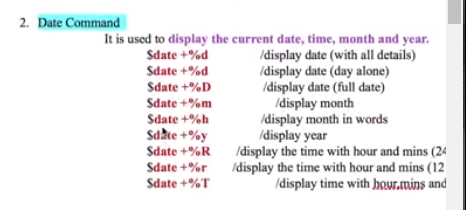 2. Date Command
It is used to display the current date, time, month and year.
$date +%d /display date (with all details)
$date +%d /display date (day alone)
$date +%D /display date (full date)
$date +%m /display month
$date +%h /display month in words
$date +%y /display year
$date +%R /display the time with hour and mins (24
$date +%r /display the time with hour and mins (12
$date +%T /display time with hour,mins and